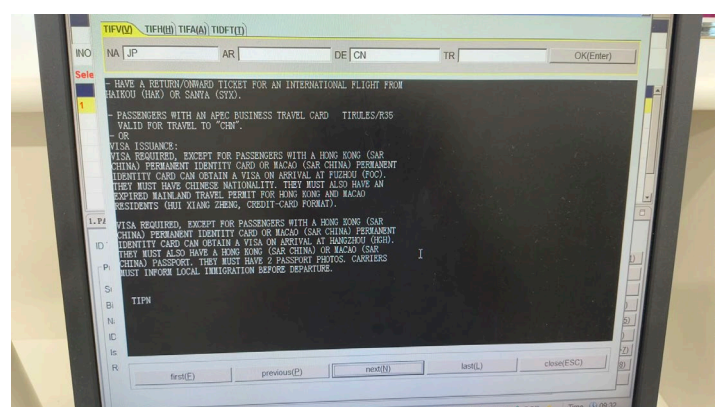 TIFV(V) TIFH(H) TIFA(A) TIDFT(T)
INO NA JP AR DE CN TR OK(Enter)
Sele
1
- HAVE A RETURN/ONWARD TICKET FOR AN INTERNATIONAL FLIGHT FROM
HAIKOU (HAK) OR SANYA (SYX).
- PASSENGERS WITH AN APEC BUSINESS TRAVEL CARD TIRULES/R35
VALID FOR TRAVEL TO "CHN".
- OR
VISA ISSUANCE:
VISA REQUIRED, EXCEPT FOR PASSENGERS WITH A HONG KONG (SAR
CHINA) PERMANENT IDENTITY CARD OR MACAO (SAR CHINA) PERMANENT
IDENTITY CARD CAN OBTAIN A VISA ON ARRIVAL AT FUZHOU (FOC).
THEY MUST HAVE CHINESE NATIONALITY. THEY MUST ALSO HAVE AN
EXPIRED MAINLAND TRAVEL PERMIT FOR HONG KONG AND MACAO
RESIDENTS (HUI XIANG ZHENG, CREDIT-CARD FORMAT).
VISA REQUIRED, EXCEPT FOR PASSENGERS WITH A HONG KONG (SAR
CHINA) PERMANENT IDENTITY CARD OR MACAO (SAR CHINA) PERMANENT
IDENTITY CARD CAN OBTAIN A VISA ON ARRIVAL AT HANGZHOU (HGH).
THEY MUST ALSO HAVE A HONG KONG (SAR CHINA) OR MACAO (SAR
CHINA) PASSPORT. THEY MUST HAVE 2 PASSPORT PHOTOS. CARRIERS
MUST INFORM LOCAL IMMIGRATION BEFORE DEPARTURE.
TIPN
first(F) previous(P) next(N) last(L) close(ESC)